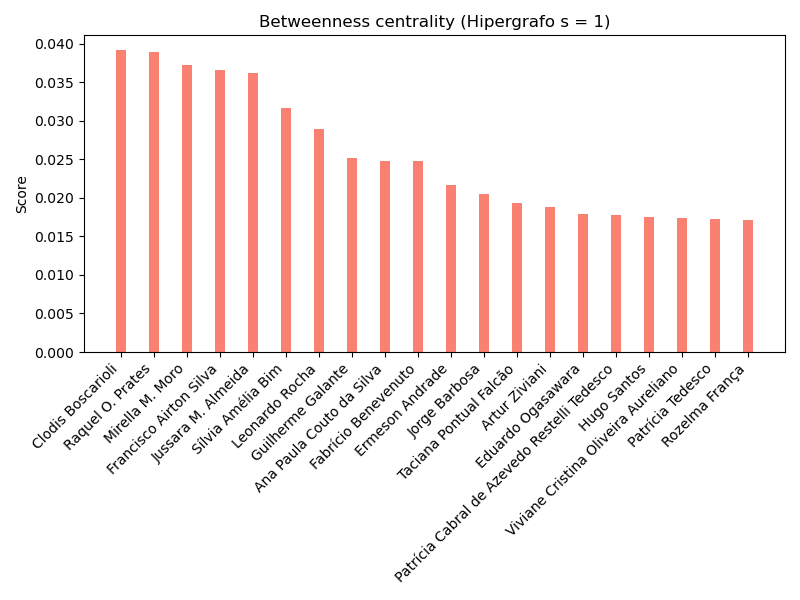 Betweenness centrality (Hipergrafo s = 1)
Score
0.040
0.035
0.030
0.025
0.020
0.015
0.010
0.005
0.000
Clodis Boscarioli
Raquel O. Prates
Mirella M. Moro
Francisco Airton Silva
Jussara M. Almeida
Sílvia Amélia Bim
Leonardo Rocha
Guilherme Galante
Ana Paula Couto da Silva
Fabrício Benevenuto
Ermeson Andrade
Jorge Barbosa
Taciana Pontual Falcão
Artur Ziviani
Eduardo Ogasawara
Patrícia Cabral de Azevedo Restelli Tedesco
Hugo Santos
Viviane Cristina Oliveira Aureliano
Patrícia Tedesco
Rozelma França